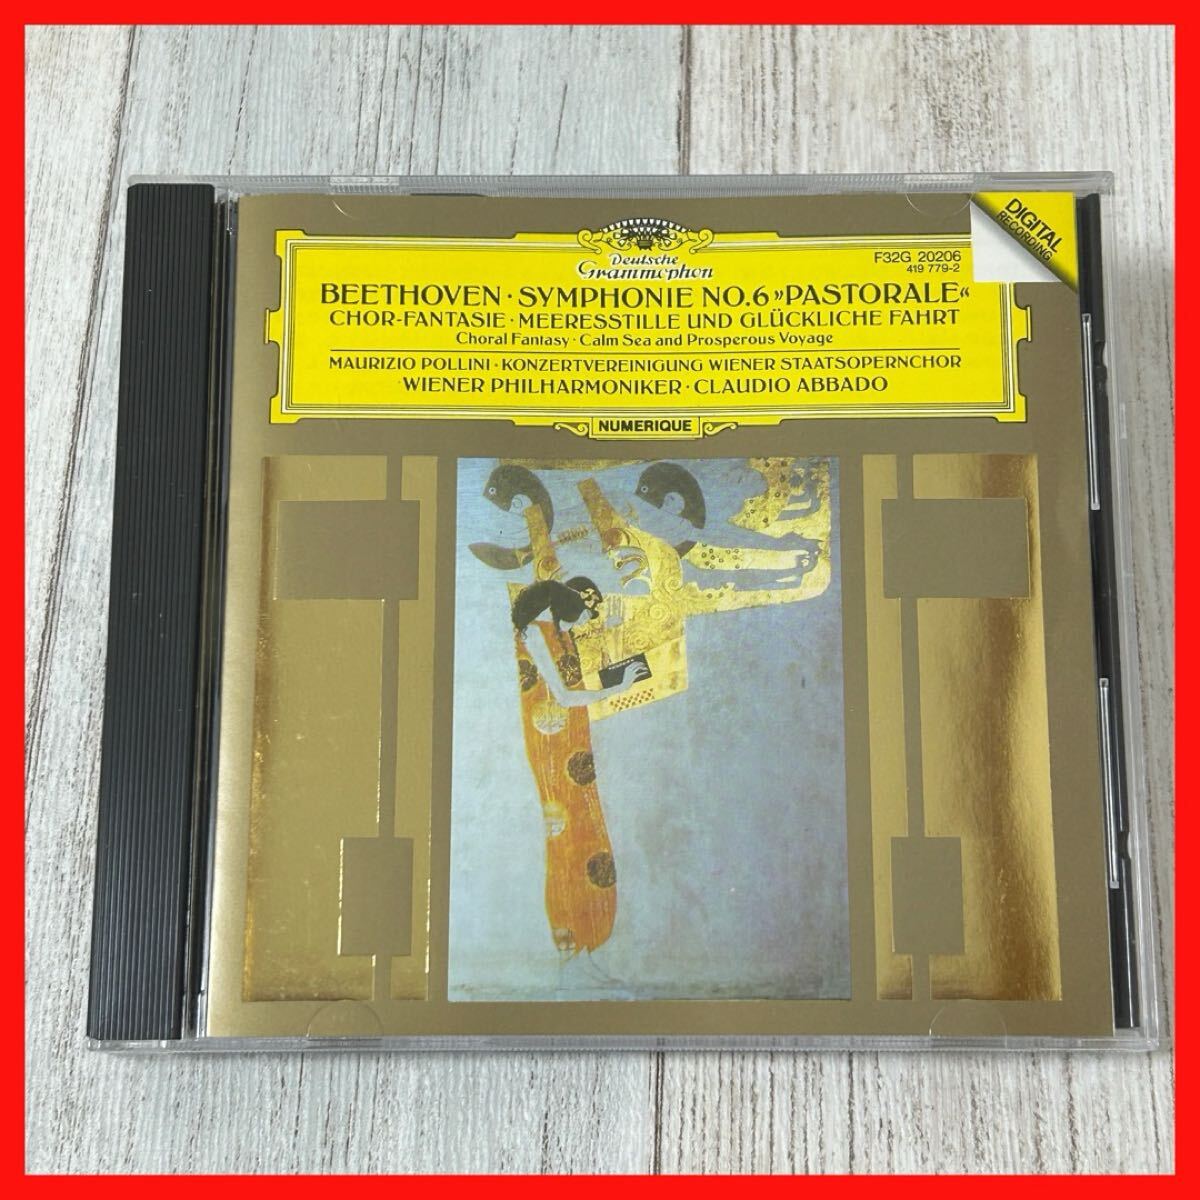 DIGITAL
RECORDING
Deutsche
Grammophon
F32G 20206
419 779-2
BEETHOVEN · SYMPHONIE NO.6 »PASTORALE«
CHOR-FANTASIE · MEERESSTILLE UND GLÜCKLICHE FAHRT
Choral Fantasy · Calm Sea and Prosperous Voyage
MAURIZIO POLLINI · KONZERTVEREINIGUNG WIENER STAATSOPERNCHOR
WIENER PHILHARMONIKER · CLAUDIO ABBADO
NUMERIQUE